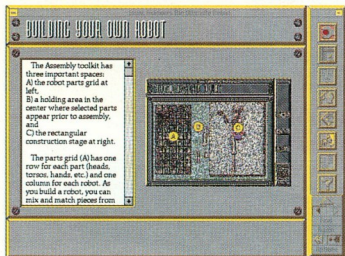 BUILDING YOUR OWN ROBOT
The Assembly toolkit has
three important spaces:
A) the robot parts grid at
left.
B) a holding area in the
center where selected parts
appear prior to assembly,
and
C) the rectangular
construction stage at right.
The parts grid (A) has one
row for each part (heads,
torsos, hands, etc.) and one
column for each robot. As
you build a robot, you can
mix and match pieces from
A
C